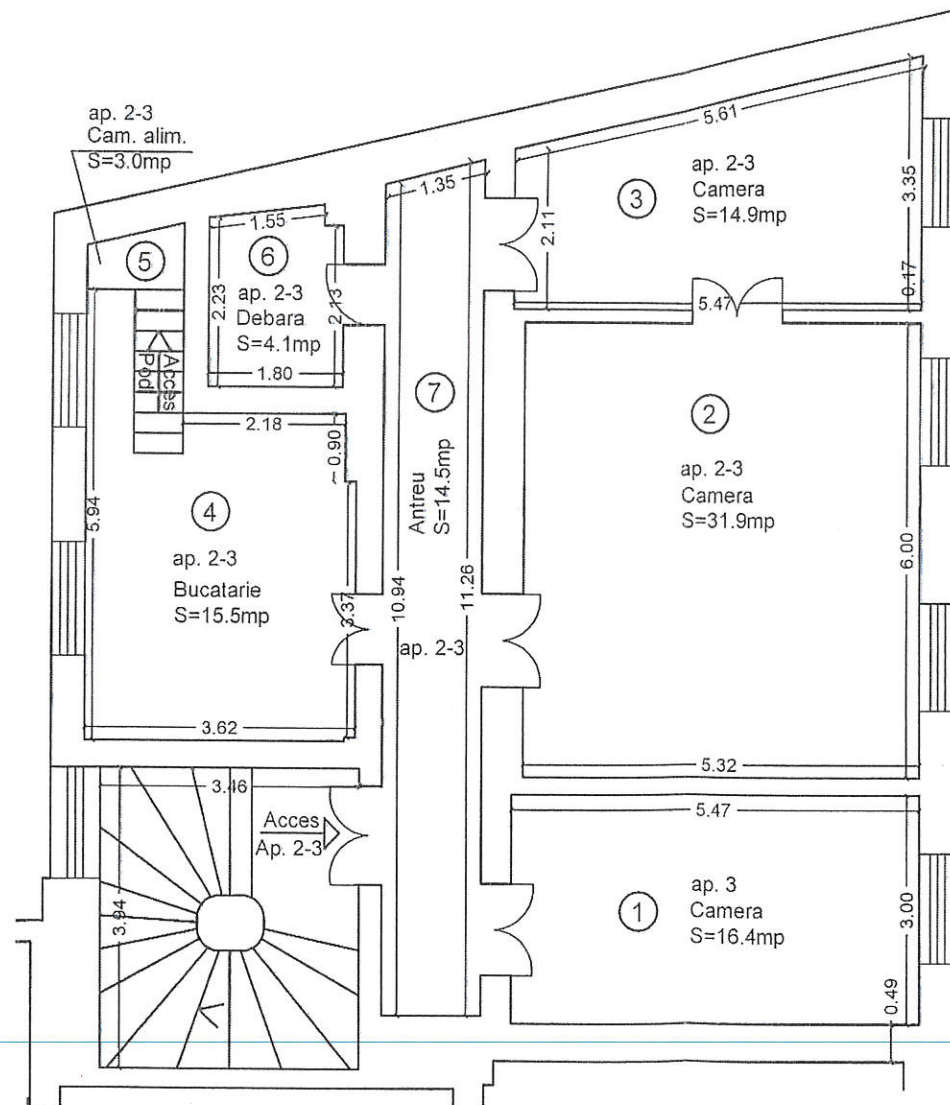 ap. 2-3
Cam. alim.
S=3.0mp
5
1.55
6
ap. 2-3
Debara
S=4.1mp
2.23
2.13
1.80
1.35
5.61
3
ap. 2-3
Camera
S=14.9mp
2.11
3.35
0.17
5.47
Acces
Pod
2.18
0.90
5.94
4
ap. 2-3
Bucatarie
S=15.5mp
3.37
3.62
7
Antreu
S=14.5mp
10.94
11.26
ap. 2-3
2
ap. 2-3
Camera
S=31.9mp
6.00
5.32
3.46
Acces
Ap. 2-3
3.94
5.47
1
ap. 3
Camera
S=16.4mp
3.00
0.49